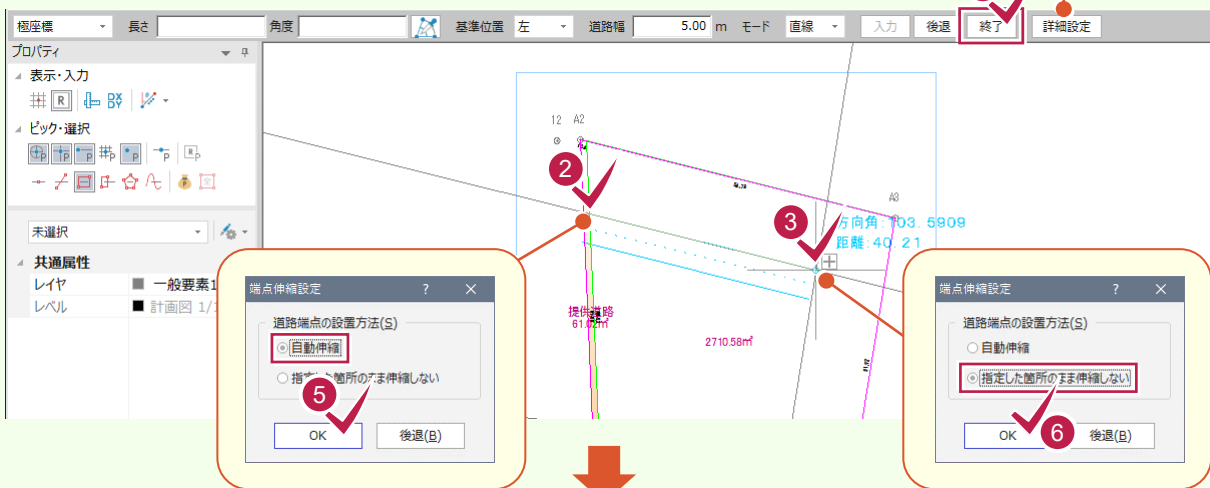 極座標 長さ 角度 基準位置 左 道路幅 5.00 m モード 直線 入力 後退 終了 詳細設定
プロパティ
表示・入力
R DX DY
ピック・選択
未選択
共通属性
レイヤ 一般要素1
レベル 計画図 1/1
12 A2
2
A3
3
方向角:103.5909
距離:40.21
提供道路
61.02㎡
2710.58㎡
端点伸縮設定 ? ×
道路端点の設置方法(S)
自動伸縮
指定した箇所のまま伸縮しない
5
OK 後退(B)
端点伸縮設定 ? ×
道路端点の設置方法(S)
自動伸縮
指定した箇所のまま伸縮しない
6
OK 後退(B)